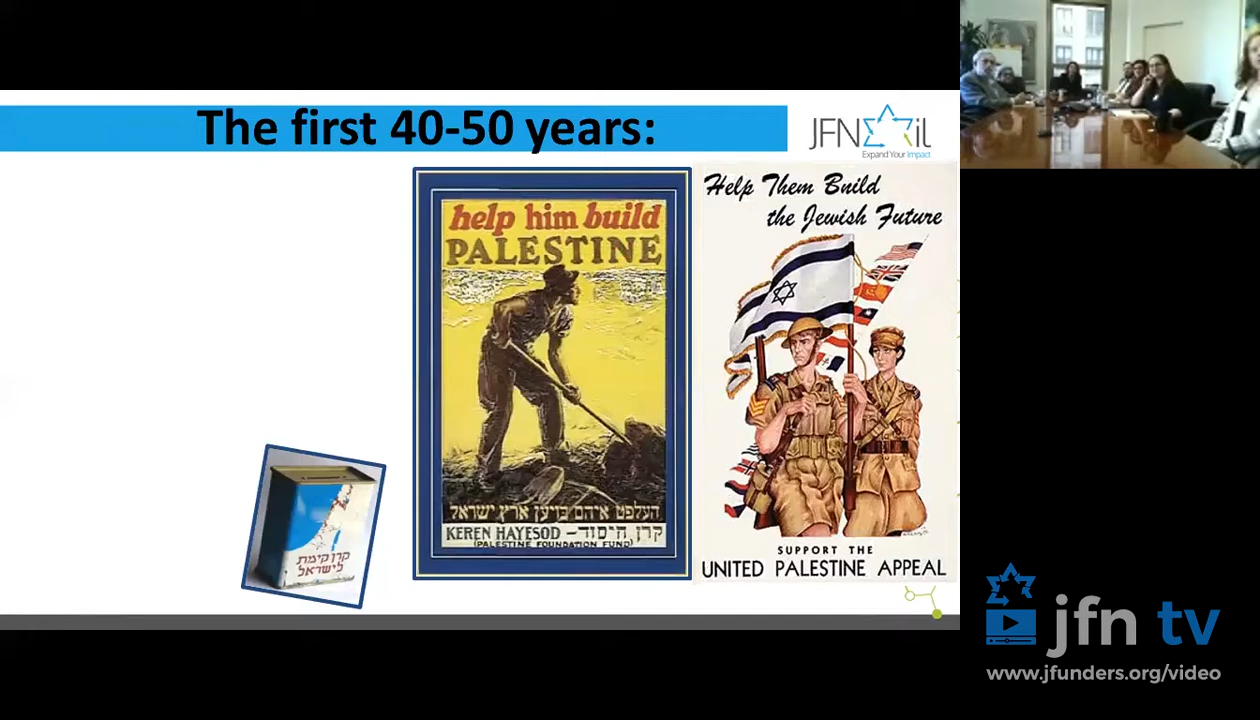 The first 40-50 years:
JFN il
Expand Your Impact
help him build
PALESTINE
העלפט איהם בויען ארץ ישראל
KEREN HAYESOD – קרן היסוד
(PALESTINE FOUNDATION FUND)
Help Them Build
the Jewish Future
SUPPORT THE
UNITED PALESTINE APPEAL
קרן קימת
לישראל
jfn tv
www.jfunders.org/video